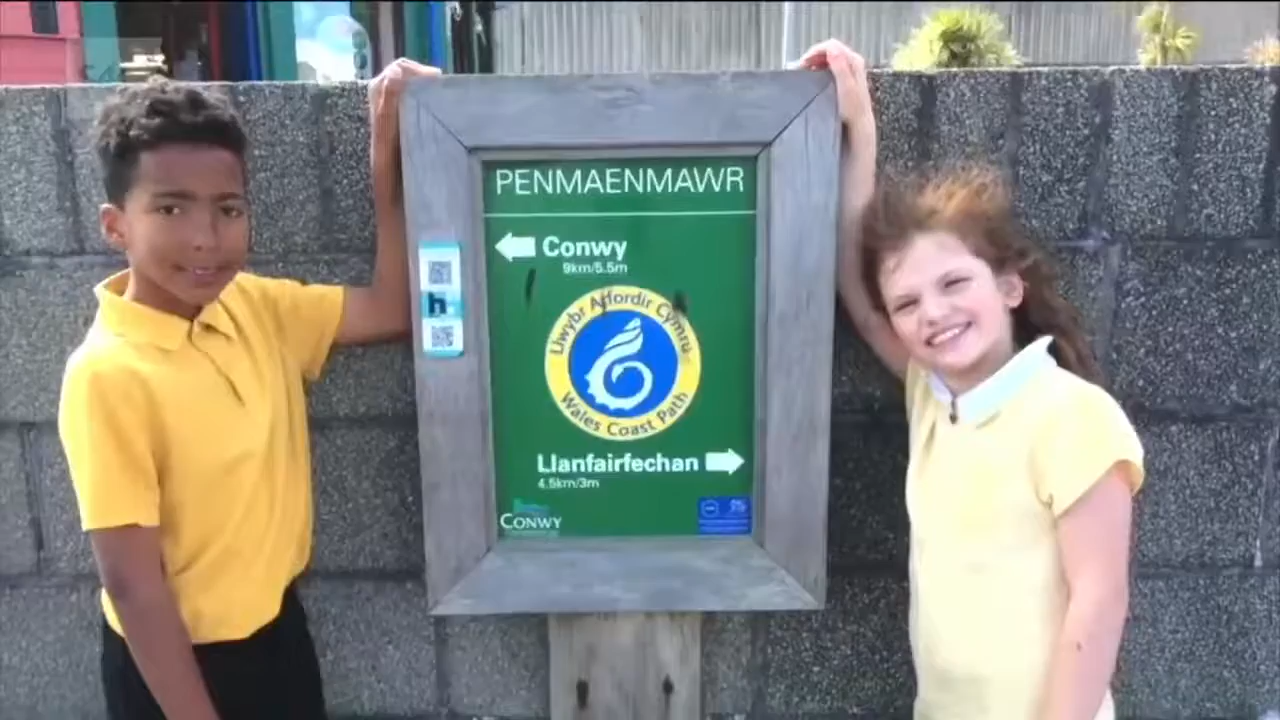 PENMAENMAWR
Conwy
9km/5.5m
Llwybr Arfordir Cymru
Wales Coast Path
Llanfairfechan
4.5km/3m
CONWY
h